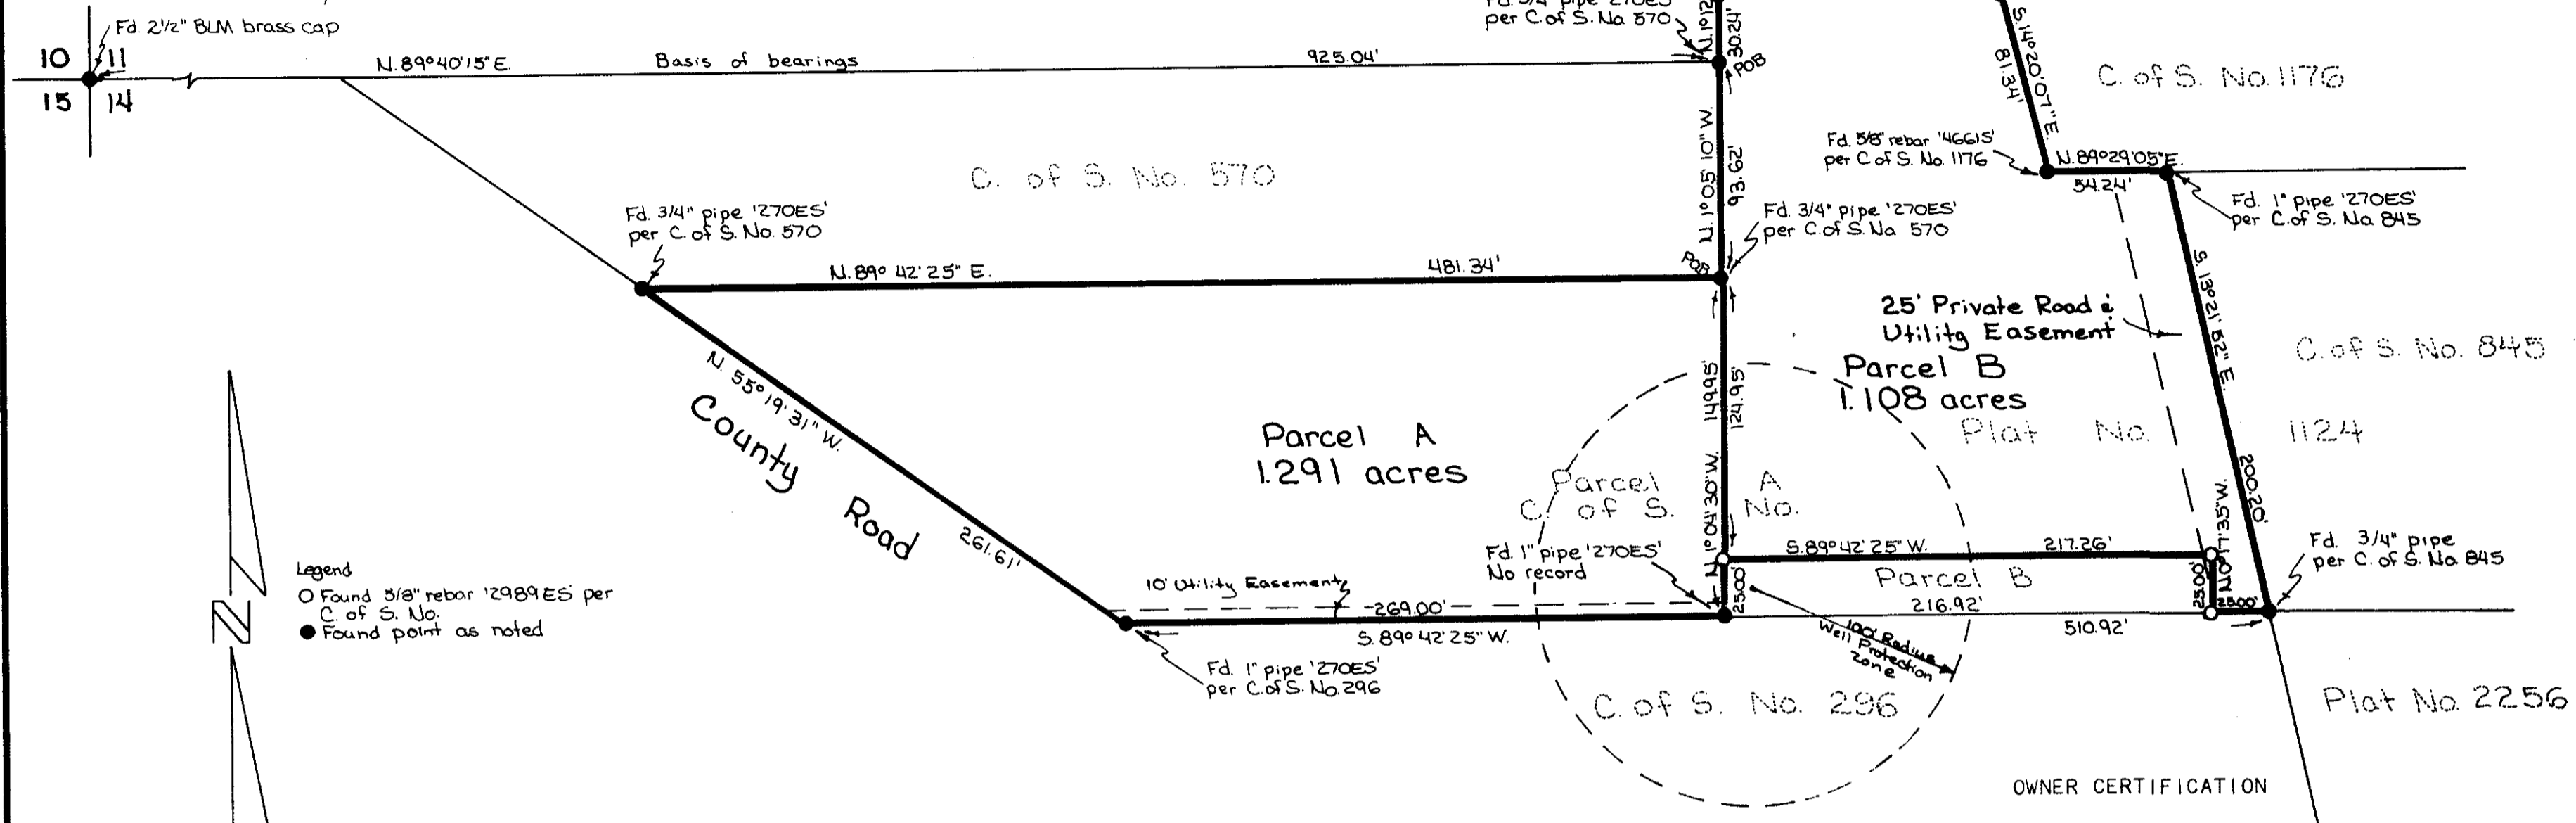 Fd. 2½" BLM brass cap
10 11
15 14
N. 89° 40' 15" E.
Basis of bearings
925.04'
per C. of S. No. 570
30.24'
POB
S. 14° 20' 07" E.
81.34'
C. of S. No. 1176
N. 1° 05' 10" W.
93.62'
C. of S. No. 570
Fd. 5/8" rebar '4661S'
per C. of S. No. 1176
N. 89° 29' 05" E.
54.24'
Fd. 1" pipe '270ES'
per C. of S. No. 845
Fd. 3/4" pipe '270ES'
per C. of S. No. 570
Fd. 3/4" pipe '270ES'
per C. of S. No. 570
N. 89° 42' 25" E.
481.34'
POB
S. 13° 21' 52" E.
200.20'
25' Private Road &
Utility Easement
C. of S. No. 845
Parcel B
1.108 acres
Plat No. 1124
N. 55° 19' 31" W.
261.61'
County Road
Parcel A
1.291 acres
149.95'
124.95'
N. 1° 04' 30" W.
Parcel A
C. of S. No.
Legend
Found 5/8" rebar '2989ES' per
C. of S. No.
Found point as noted
N
Fd. 1" pipe '270ES'
No record
S. 89° 42' 25" W.
217.26'
Parcel B
216.92'
25.00'
25.00'
25.00'
510.92'
Fd. 3/4" pipe
per C. of S. No. 845
10' Utility Easement
269.00'
S. 89° 42' 25" W.
Fd. 1" pipe '270ES'
per C. of S. No. 296
100' Radius
Well Protection
Zone
C. of S. No. 296
Plat No. 2256
OWNER CERTIFICATION